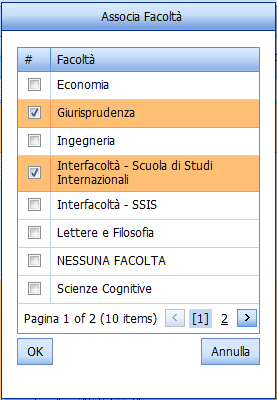 Associa Facoltà
# Facoltà
Economia
Giurisprudenza
Ingegneria
Interfacoltà - Scuola di Studi
Internazionali
Interfacoltà - SSIS
Lettere e Filosofia
NESSUNA FACOLTA
Scienze Cognitive
Pagina 1 of 2 (10 items) < [1] 2 >
OK Annulla